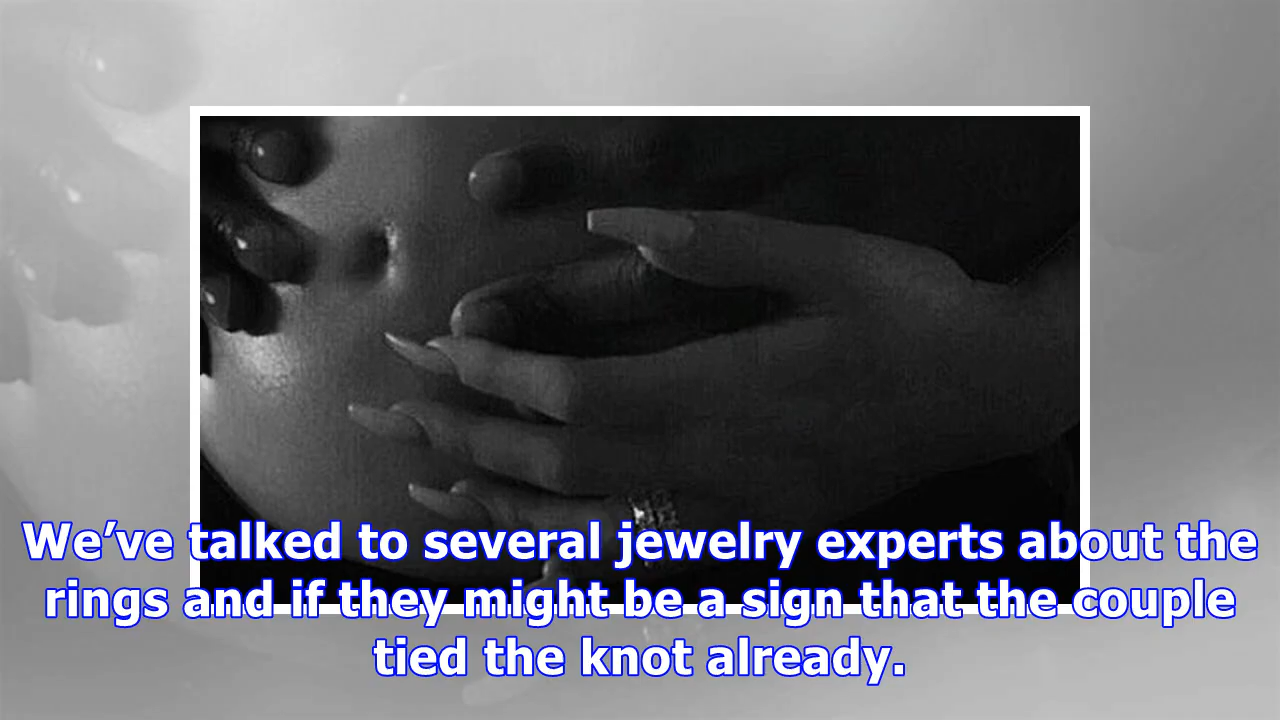 We’ve talked to several jewelry experts about the
rings and if they might be a sign that the couple
tied the knot already.